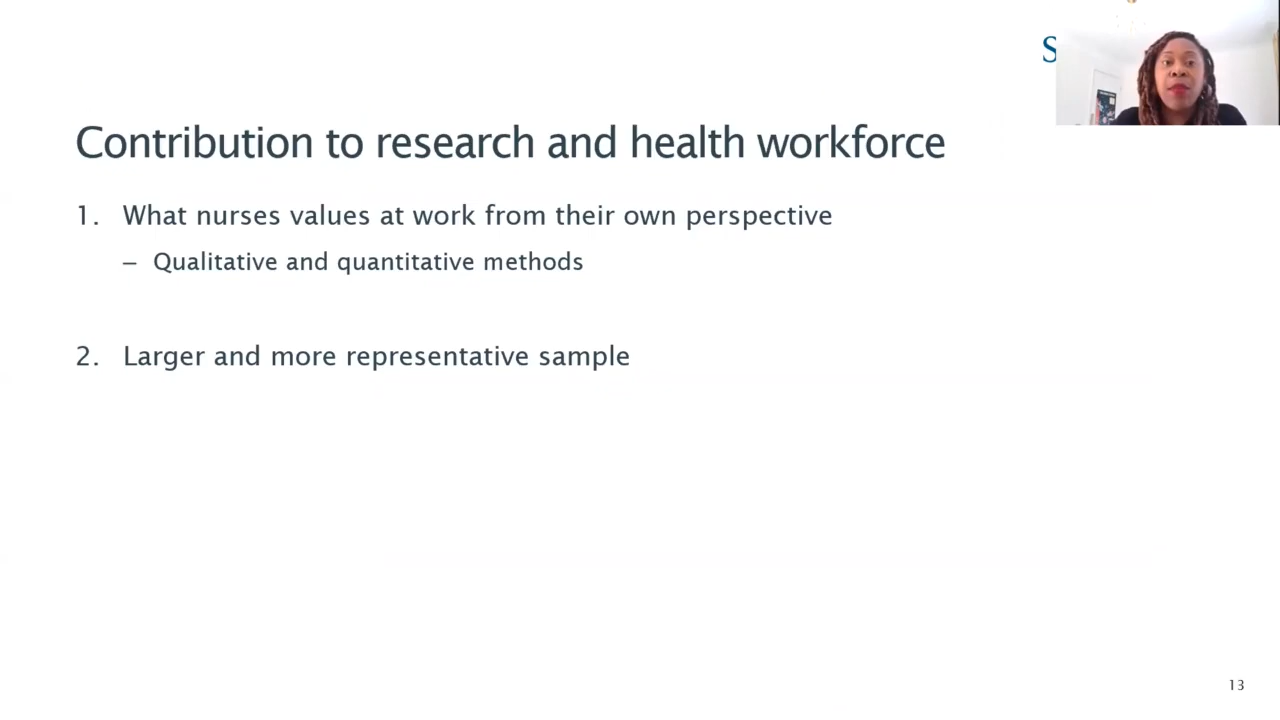 S
Contribution to research and health workforce
1. What nurses values at work from their own perspective
– Qualitative and quantitative methods
2. Larger and more representative sample
13